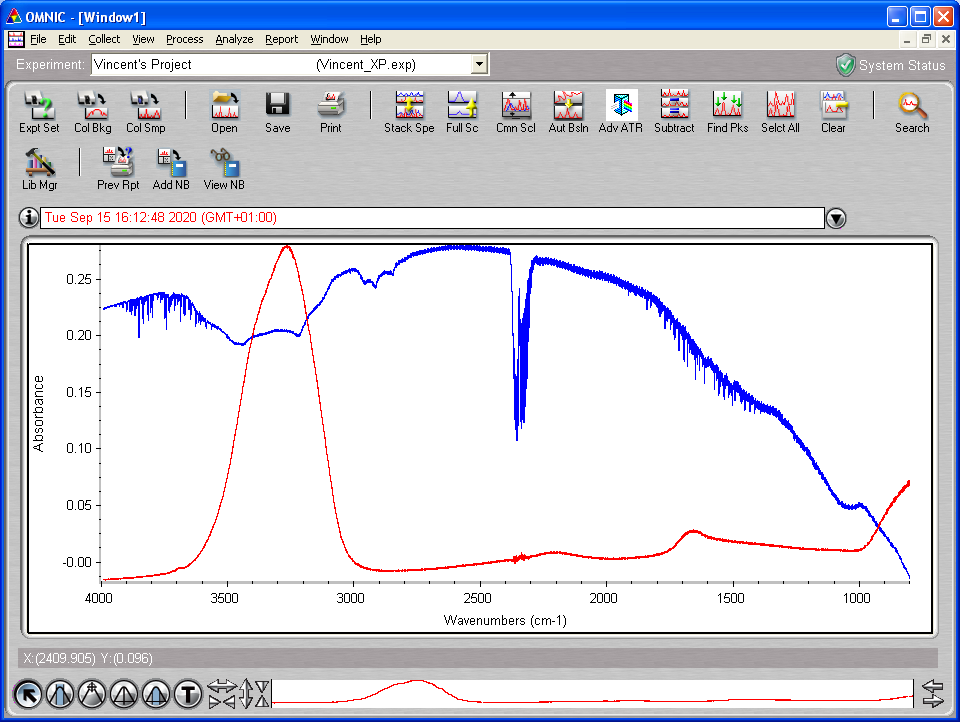 OMNIC - [Window1]
File Edit Collect View Process Analyze Report Window Help
Experiment: Vincent's Project (Vincent_XP.exp) System Status
Expt Set Col Bkg Col Smp Open Save Print Stack Spe Full Sc Cmn Scl Aut Bsln Adv ATR Subtract Find Pks Selct All Clear Search
Lib Mgr Prev Rpt Add NB View NB
Tue Sep 15 16:12:48 2020 (GMT+01:00)
0.25
0.20
0.15
0.10
0.05
-0.00
Absorbance
4000 3500 3000 2500 2000 1500 1000
Wavenumbers (cm-1)
X:(2409.905) Y:(0.096)
T